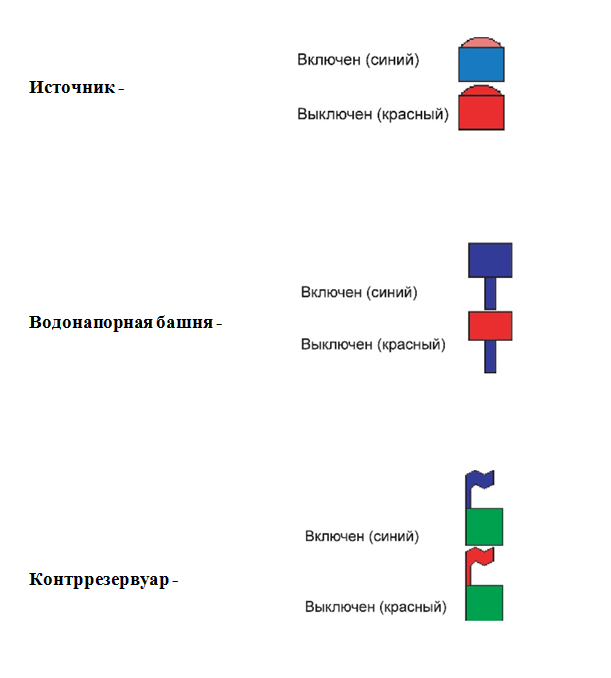 Включен (синий)
Источник -
Выключен (красный)
Включен (синий)
Водонапорная башня -
Выключен (красный)
Включен (синий)
Контррезервуар -
Выключен (красный)